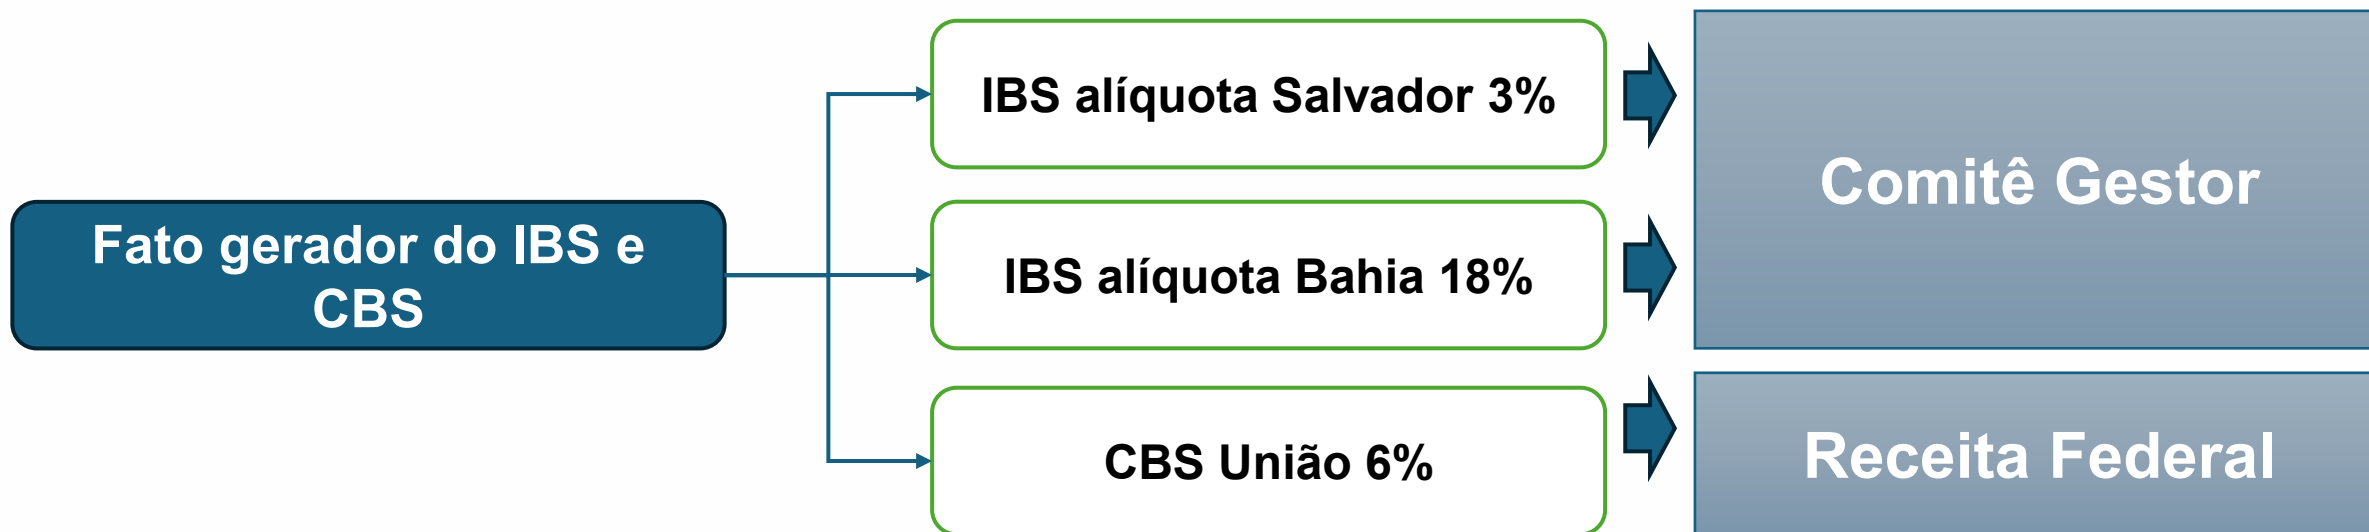 Fato gerador do IBS e
CBS
IBS alíquota Salvador 3%
IBS alíquota Bahia 18%
CBS União 6%
Comitê Gestor
Receita Federal